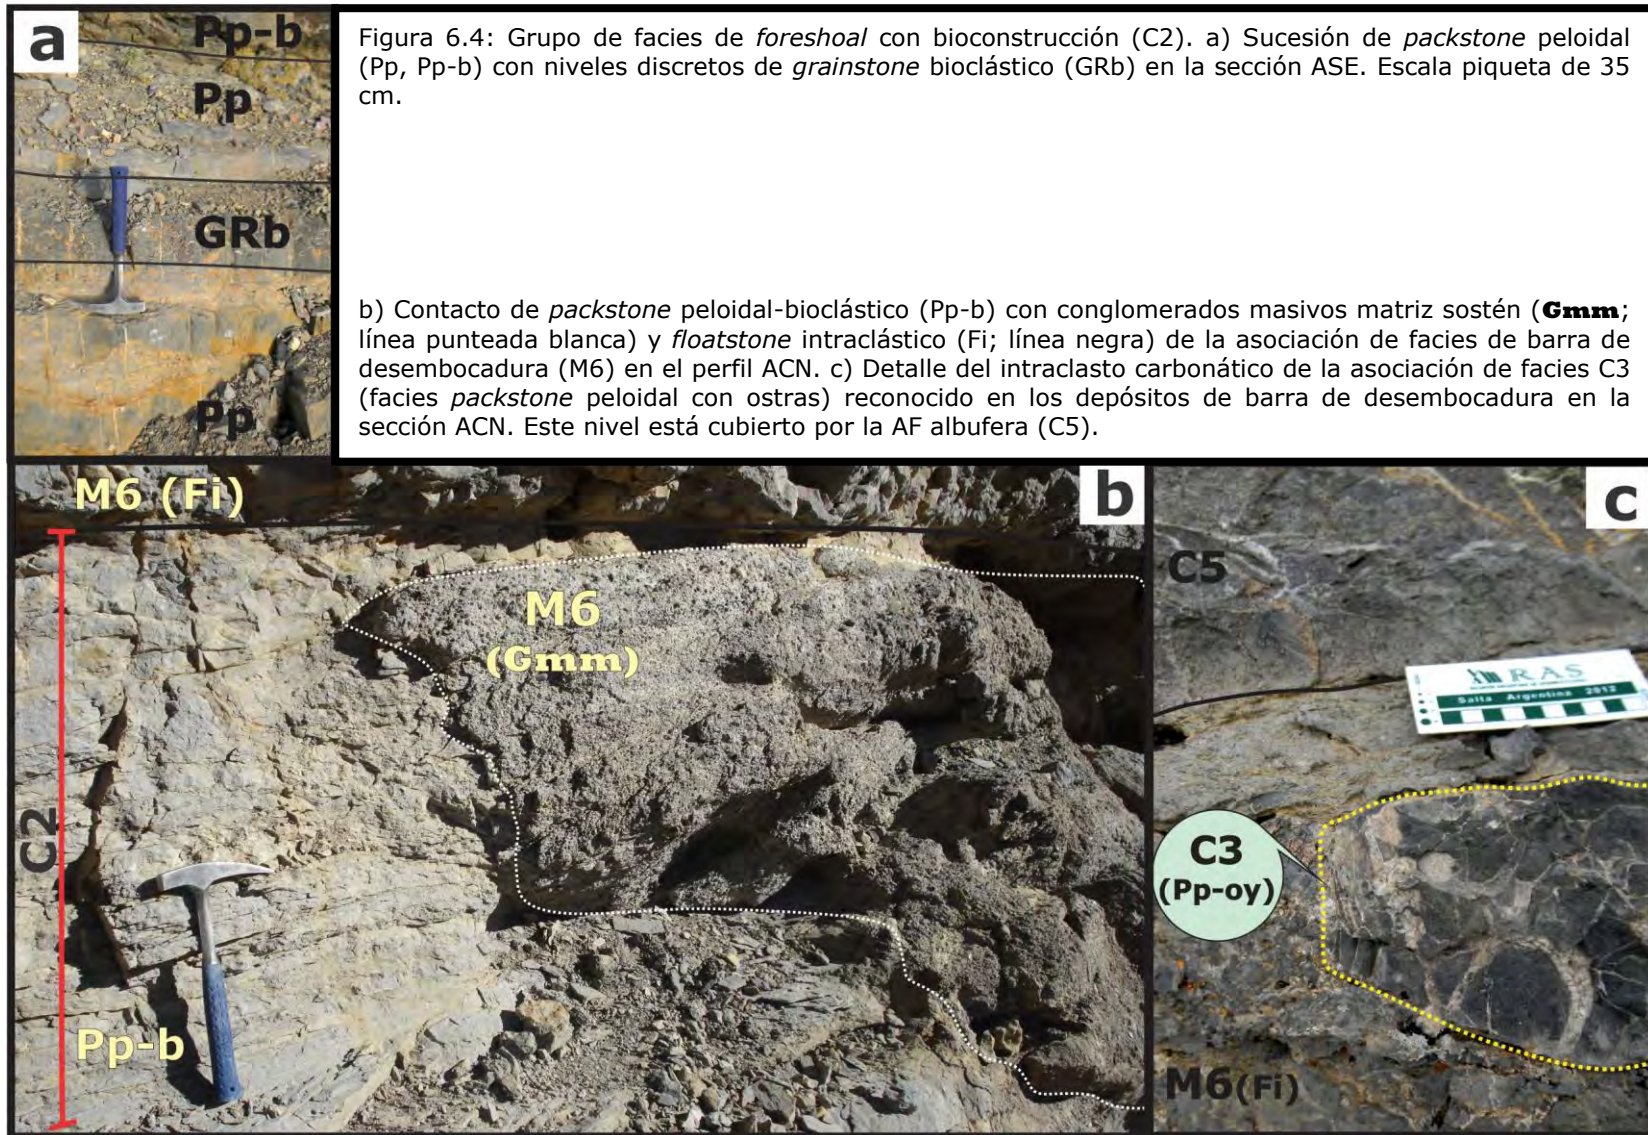 a
Pp-b
Pp
GRb
Pp
Figura 6.4: Grupo de facies de foreshoal con bioconstrucción (C2). a) Sucesión de packstone peloidal
(Pp, Pp-b) con niveles discretos de grainstone bioclástico (GRb) en la sección ASE. Escala piqueta de 35
cm.
b) Contacto de packstone peloidal-bioclástico (Pp-b) con conglomerados masivos matriz sostén (Gmm;
línea punteada blanca) y floatstone intraclástico (Fi; línea negra) de la asociación de facies de barra de
desembocadura (M6) en el perfil ACN. c) Detalle del intraclasto carbonático de la asociación de facies C3
(facies packstone peloidal con ostras) reconocido en los depósitos de barra de desembocadura en la
sección ACN. Este nivel está cubierto por la AF albufera (C5).
M6 (Fi)
b
M6
(Gmm)
C2
Pp-b
c
C5
RAS
Salta Argentina 2012
C3
(Pp-oy)
M6(Fi)